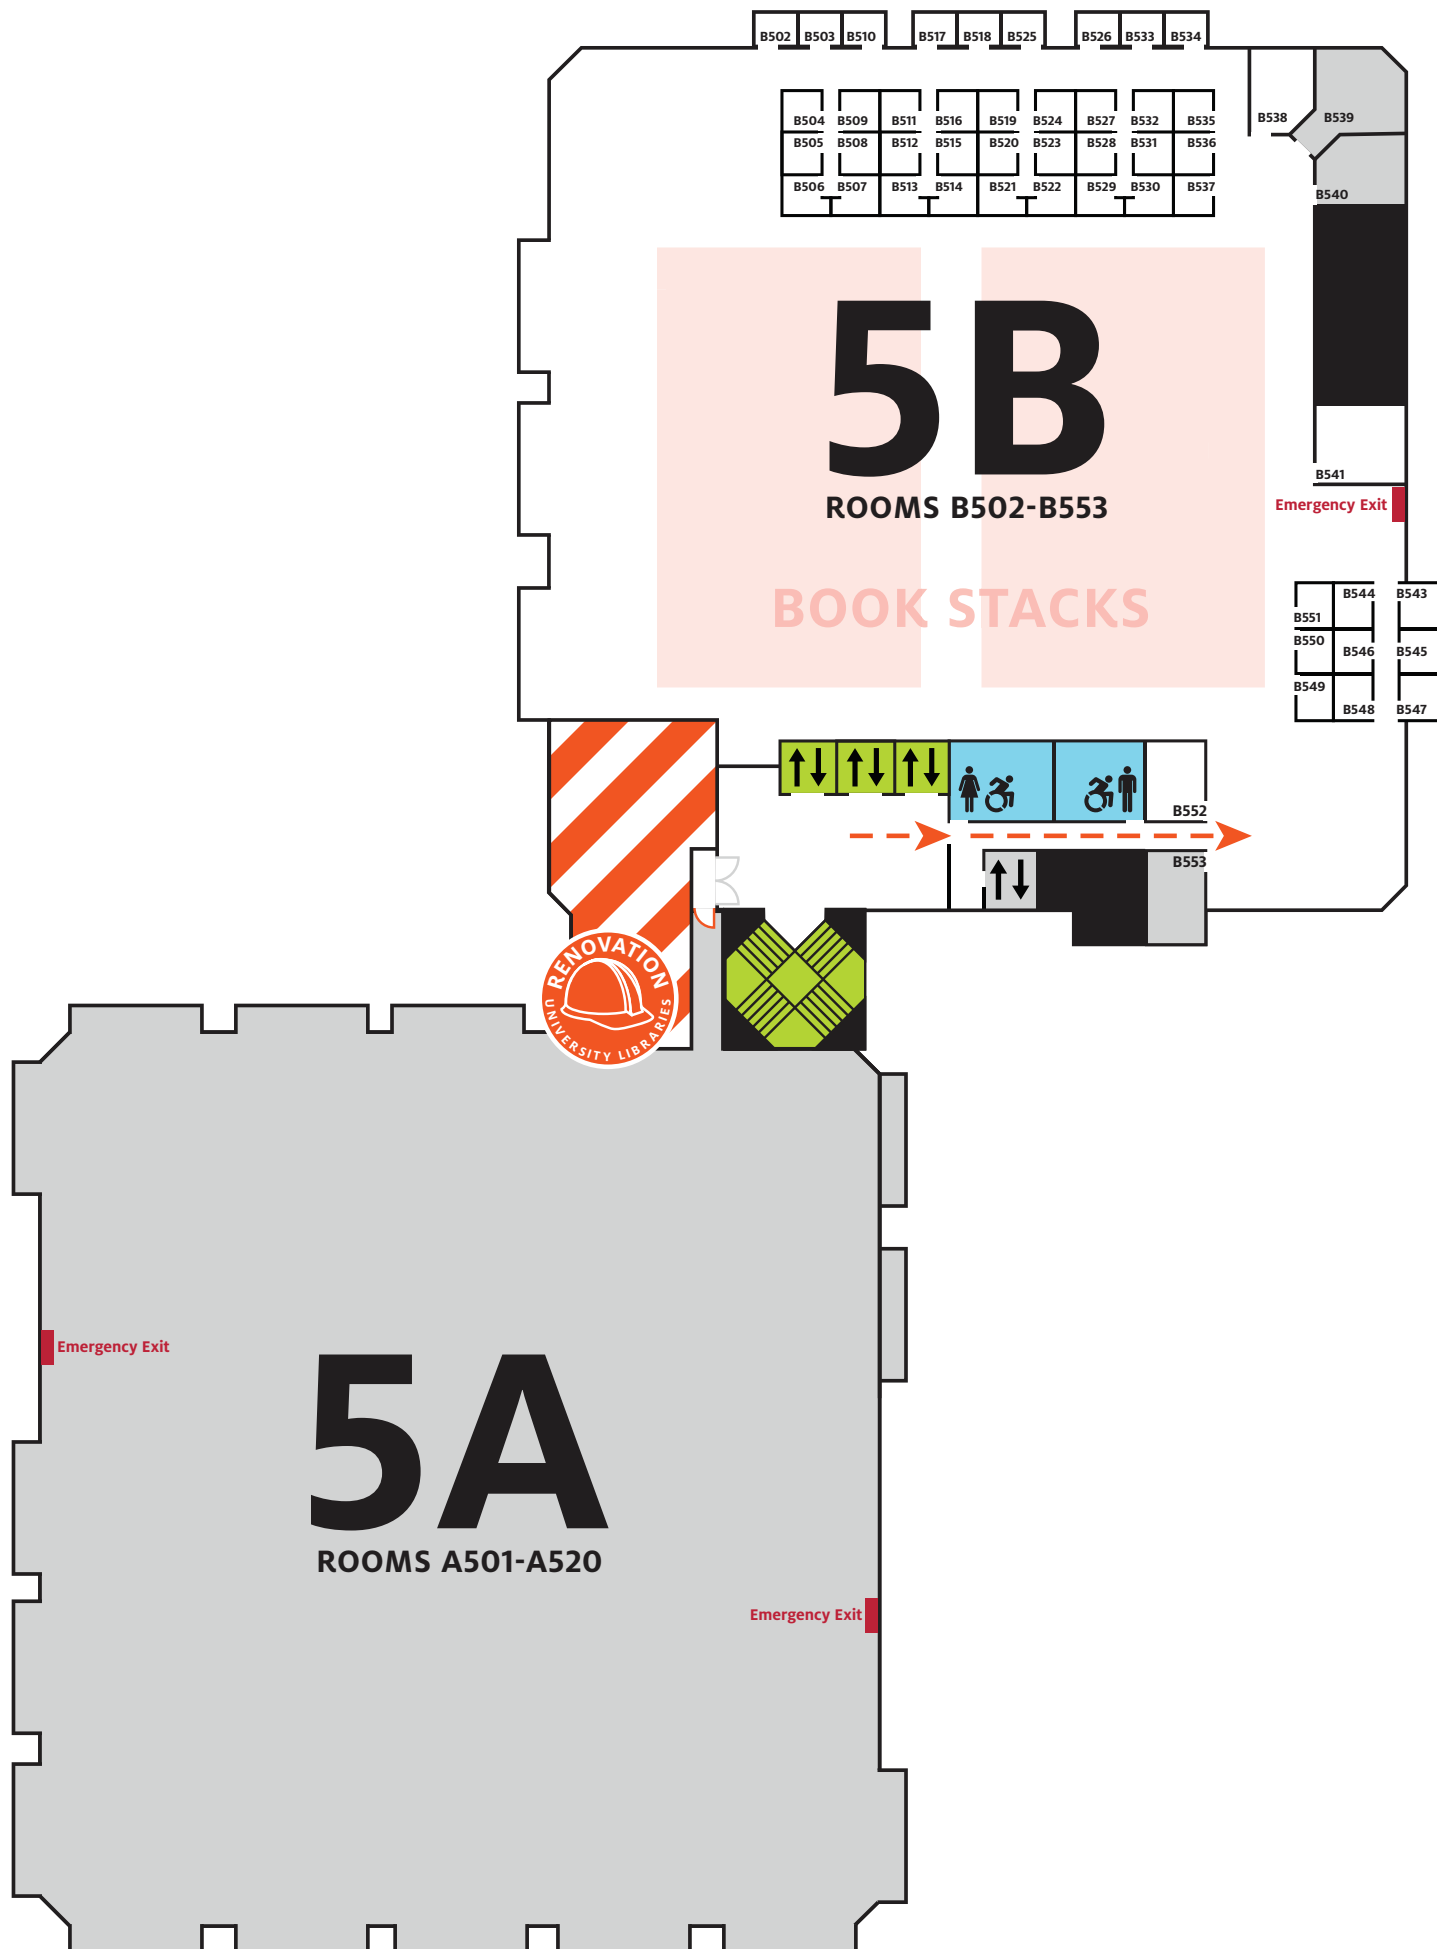 B502 B503 B510 B517 B518 B525 B526 B533 B534
B504 B509 B511 B516 B519 B524 B527 B532 B535 B538 B539
B505 B508 B512 B515 B520 B523 B528 B531 B536
B506 B507 B513 B514 B521 B522 B529 B530 B537 B540
5B
ROOMS B502-B553
B541
Emergency Exit
BOOK STACKS
B544 B543
B551
B550
B546 B545
B549
B548 B547
B552
B553
RENOVATION
UNIVERSITY LIBRARIES
Emergency Exit
5A
ROOMS A501-A520
Emergency Exit